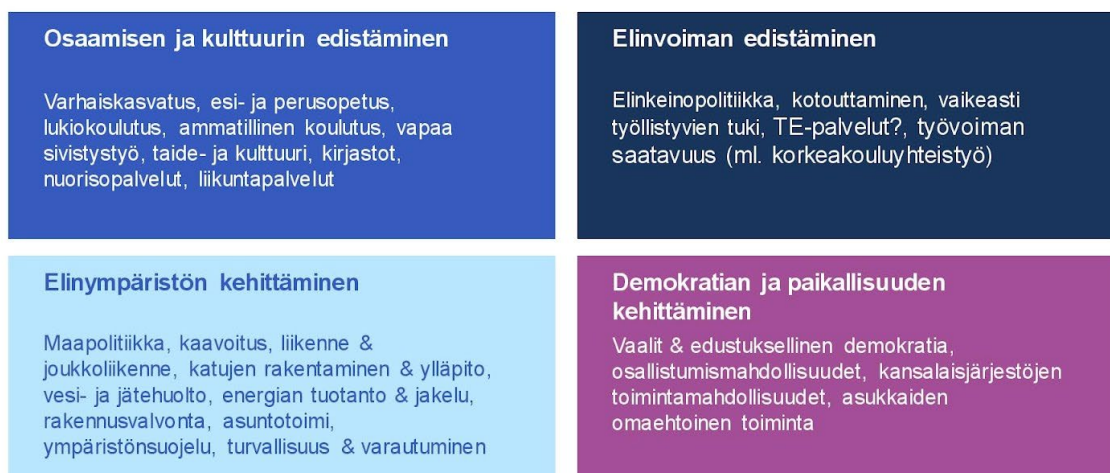 Osaamisen ja kulttuurin edistäminen
Varhaiskasvatus, esi- ja perusopetus,
lukiokoulutus, ammatillinen koulutus, vapaa
sivistystyö, taide- ja kulttuuri, kirjastot,
nuorisopalvelut, liikuntapalvelut
Elinvoiman edistäminen
Elinkeinopolitiikka, kotouttaminen, vaikeasti
työllistyvien tuki, TE-palvelut?, työvoiman
saatavuus (ml. korkeakouluyhteistyö)
Elinympäristön kehittäminen
Maapolitiikka, kaavoitus, liikenne &
joukkoliikenne, katujen rakentaminen & ylläpito,
vesi- ja jätehuolto, energian tuotanto & jakelu,
rakennusvalvonta, asuntotoimi,
ympäristönsuojelu, turvallisuus & varautuminen
Demokratian ja paikallisuuden
kehittäminen
Vaalit & edustuksellinen demokratia,
osallistumismahdollisuudet, kansalaisjärjestöjen
toimintamahdollisuudet, asukkaiden
omaehtoinen toiminta